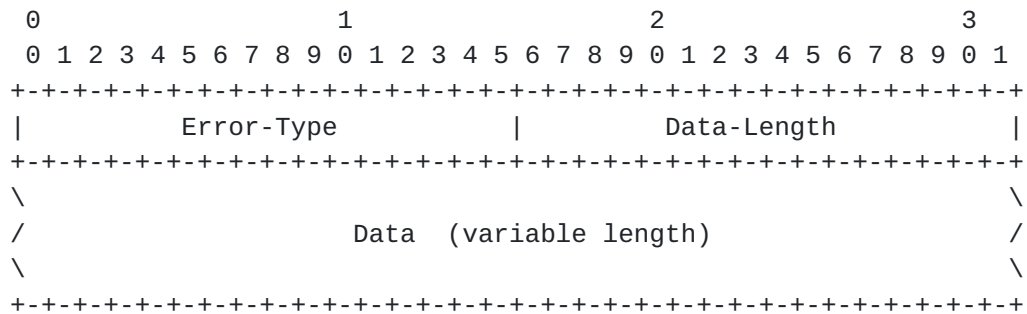 0                   1                   2                   3
 0 1 2 3 4 5 6 7 8 9 0 1 2 3 4 5 6 7 8 9 0 1 2 3 4 5 6 7 8 9 0 1
+-+-+-+-+-+-+-+-+-+-+-+-+-+-+-+-+-+-+-+-+-+-+-+-+-+-+-+-+-+-+-+-+
|          Error-Type           |         Data-Length           |
+-+-+-+-+-+-+-+-+-+-+-+-+-+-+-+-+-+-+-+-+-+-+-+-+-+-+-+-+-+-+-+-+
\                                                               \
/                     Data  (variable length)                   /
\                                                               \
+-+-+-+-+-+-+-+-+-+-+-+-+-+-+-+-+-+-+-+-+-+-+-+-+-+-+-+-+-+-+-+-+